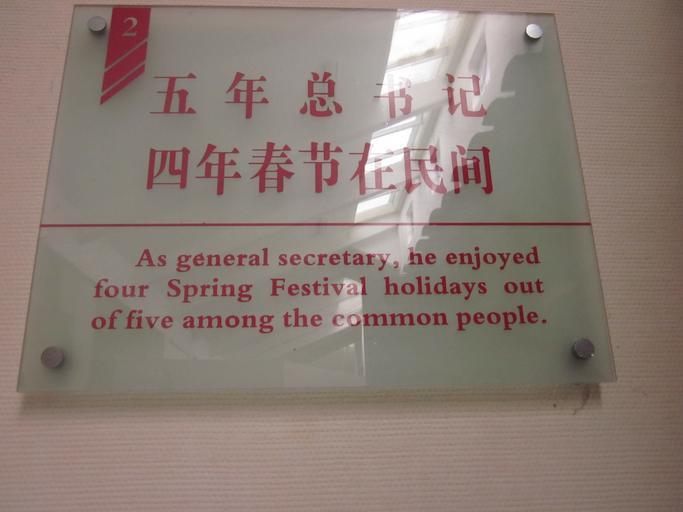 2
五年总书记
四年春节在民间
As general secretary, he enjoyed
four Spring Festival holidays out
of five among the common people.